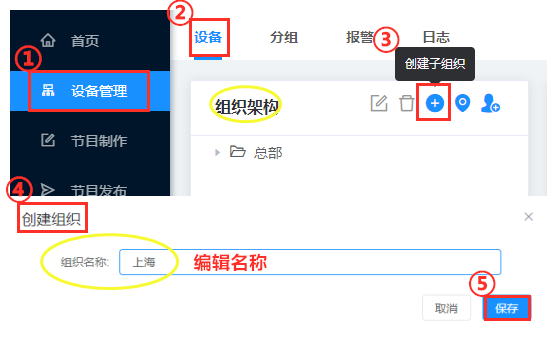 ②
③
①
首页
设备
分组
报警
日志
创建子组织
设备管理
组织架构
节目制作
总部
节目发布
④
创建组织
组织名称:
上海
编辑名称
⑤
取消
保存